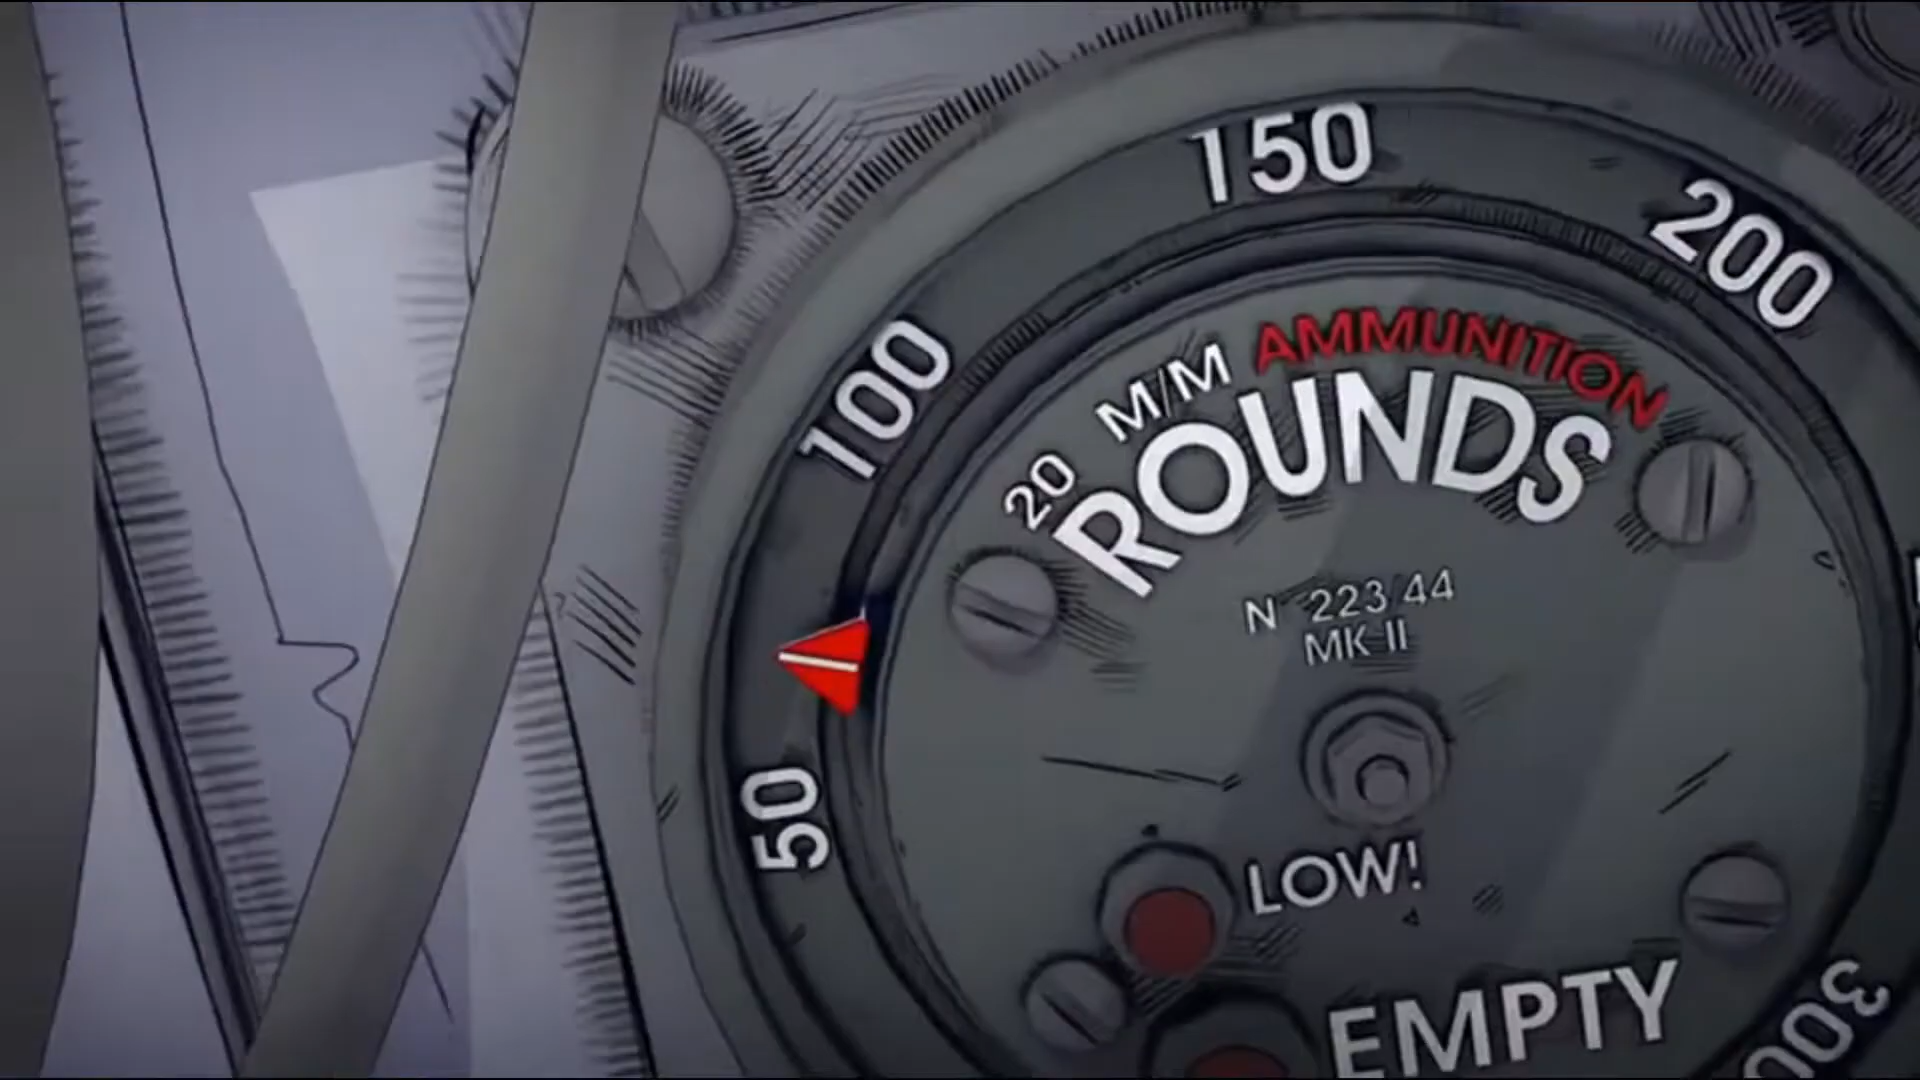 150
200
100
20 M/M AMMUNITION
ROUNDS
N 223/44
MK II
50
LOW!
EMPTY
300